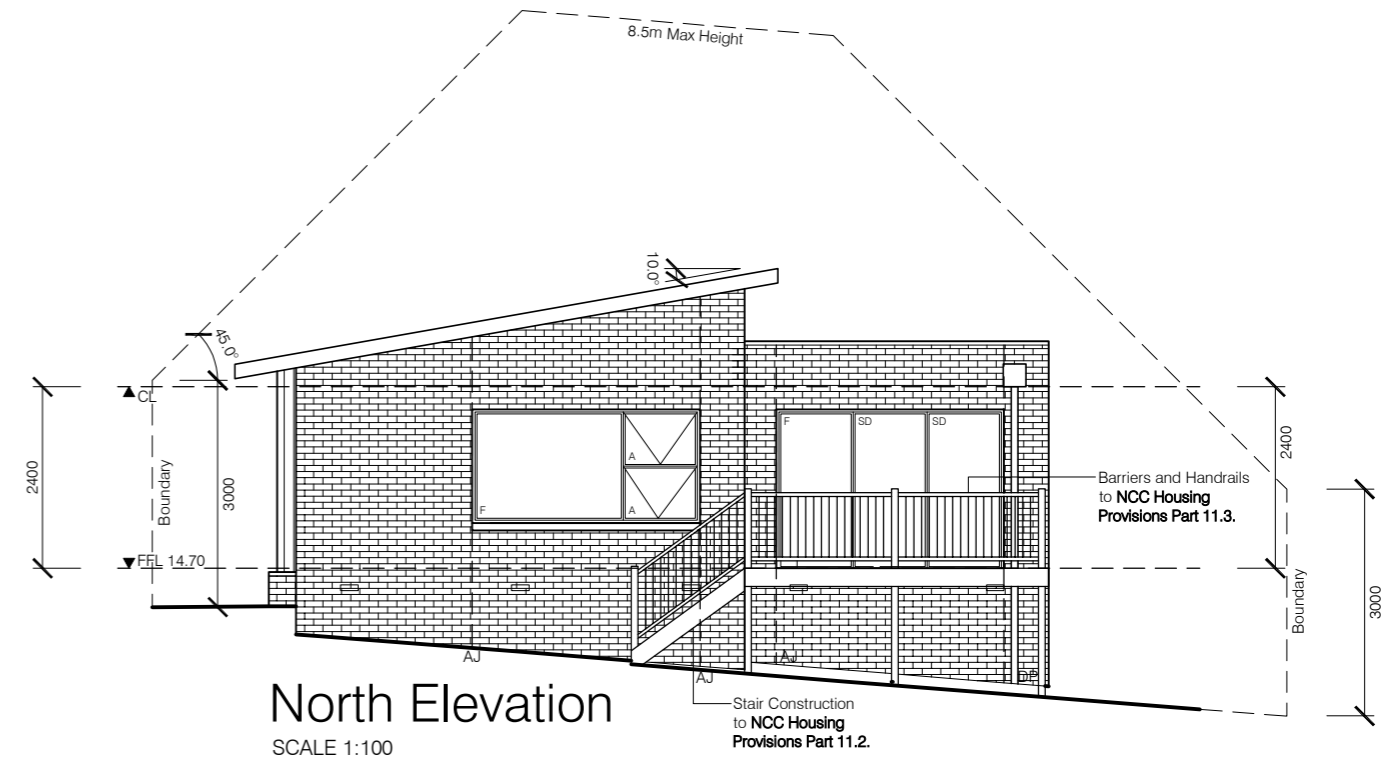 8.5m Max Height
10.0°
45.0°
CL
2400
Boundary
3000
2400
A
F
A
F
SD
SD
Barriers and Handrails
to NCC Housing
Provisions Part 11.3.
FFL 14.70
Boundary
3000
AJ
AJ
AJ
DP
North Elevation
SCALE 1:100
Stair Construction
to NCC Housing
Provisions Part 11.2.